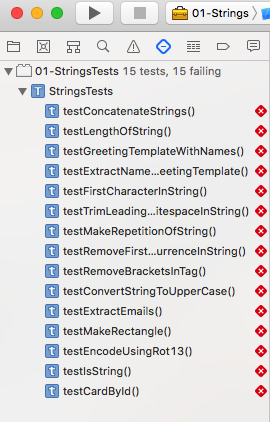 01-Strings
01-StringsTests 15 tests, 15 failing
T StringsTests
t testConcatenateStrings()
t testLengthOfString()
t testGreetingTemplateWithNames()
t testExtractName...eetingTemplate()
t testFirstCharacterInString()
t testTrimLeading...itespaceInString()
t testMakeRepetitionOfString()
t testRemoveFirst...urrenceInString()
t testRemoveBracketsInTag()
t testConvertStringToUpperCase()
t testExtractEmails()
t testMakeRectangle()
t testEncodeUsingRot13()
t testIsString()
t testCardById()